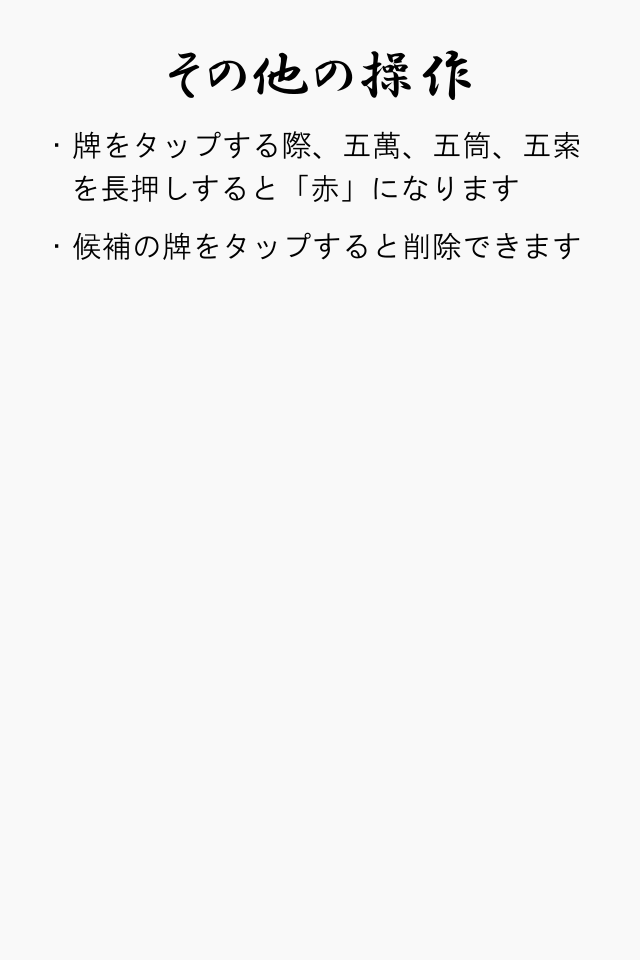 その他の操作
・牌をタップする際、五萬、五筒、五索
を長押しすると「赤」になります
・候補の牌をタップすると削除できます